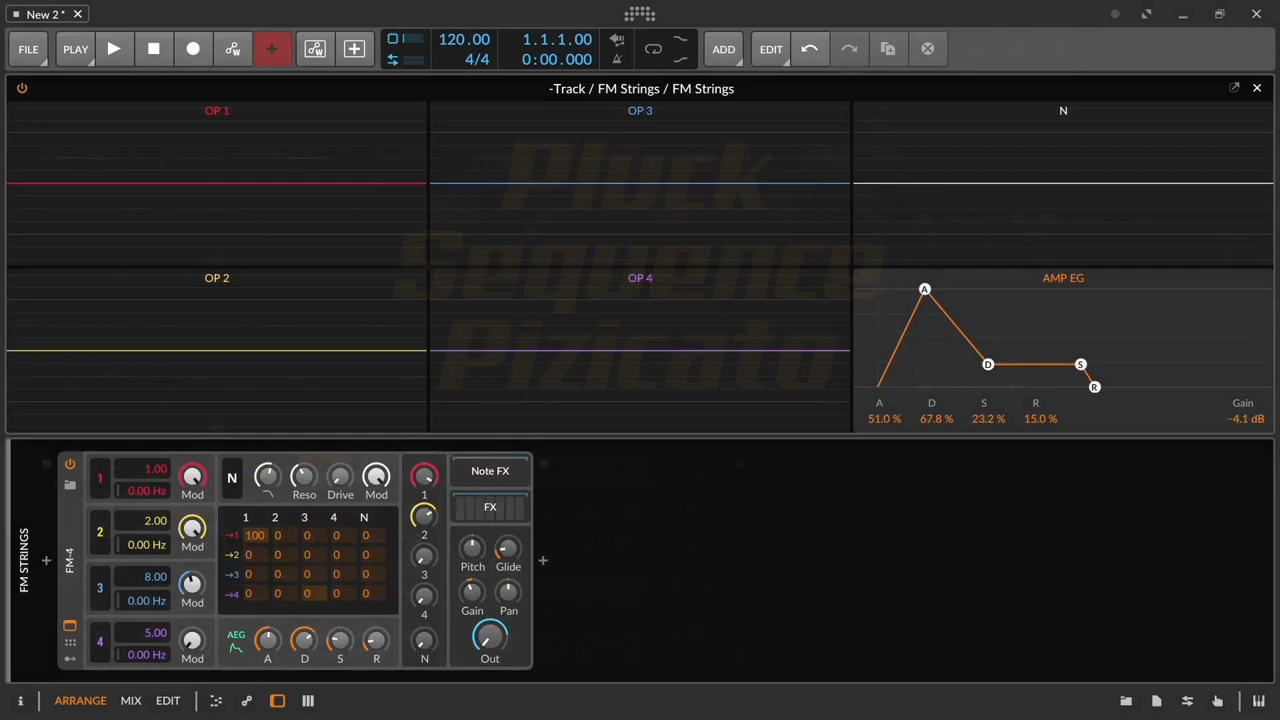 New 2 *
FILE
PLAY
120.00
4/4
1.1.1.00
0:00.000
ADD
EDIT
-Track / FM Strings / FM Strings
OP 1
OP 3
N
Pluck
Sequence
Pizicato
OP 2
OP 4
AMP EG
A
D
S
R
A D S R Gain
51.0 % 67.8 % 23.2 % 15.0 % -4.1 dB
FM STRINGS
FM-4
1 1.00
0.00 Hz
Mod
2 2.00
0.00 Hz
Mod
3 8.00
0.00 Hz
Mod
4 5.00
0.00 Hz
Mod
N
Reso Drive Mod
1 2 3 4 N
→1 100 0 0 0 0
→2 0 0 0 0 0
→3 0 0 0 0 0
→4 0 0 0 0 0
AEG
A D S R
1
2
3
4
N
Note FX
FX
Pitch Glide
Gain Pan
Out
ARRANGE MIX EDIT